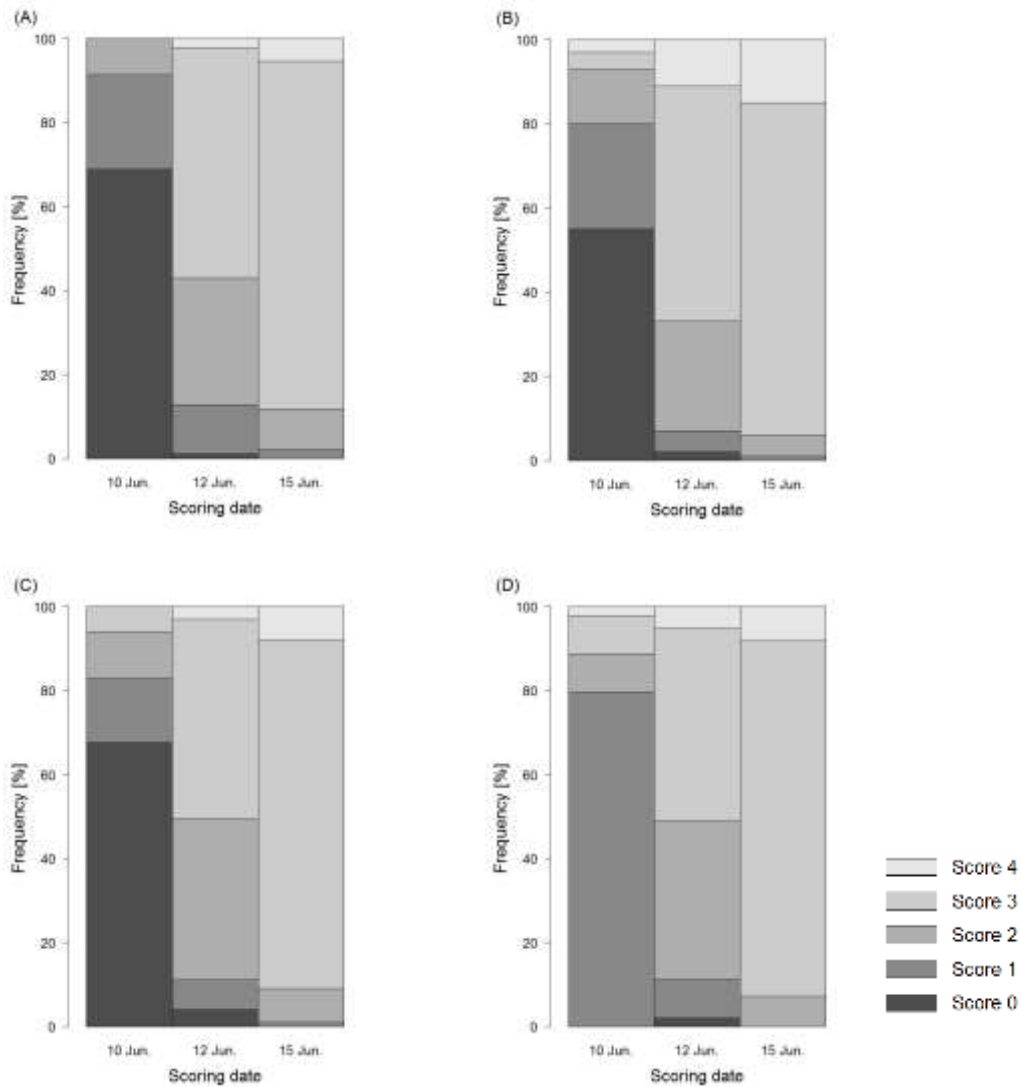 (A)
100
80
60
40
20
0
Frequency [%]
10 Jun. 12 Jun. 15 Jun.
Scoring date
(B)
100
80
60
40
20
0
Frequency [%]
10 Jun. 12 Jun. 15 Jun.
Scoring date
(C)
100
80
60
40
20
0
Frequency [%]
10 Jun. 12 Jun. 15 Jun.
Scoring date
(D)
100
80
60
40
20
0
Frequency [%]
10 Jun. 12 Jun. 15 Jun.
Scoring date
Score 4
Score 3
Score 2
Score 1
Score 0